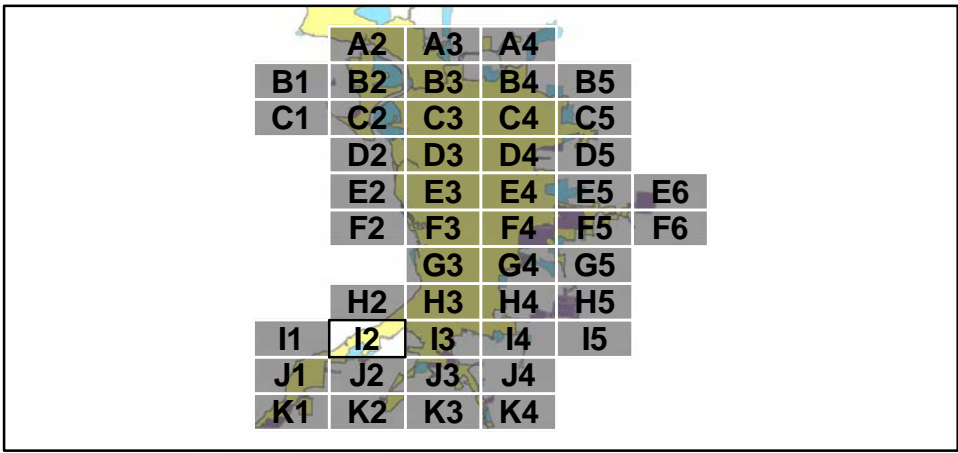 A2 A3 A4
B1 B2 B3 B4 B5
C1 C2 C3 C4 C5
D2 D3 D4 D5
E2 E3 E4 E5 E6
F2 F3 F4 F5 F6
G3 G4 G5
H2 H3 H4 H5
I1 I2 I3 I4 I5
J1 J2 J3 J4
K1 K2 K3 K4